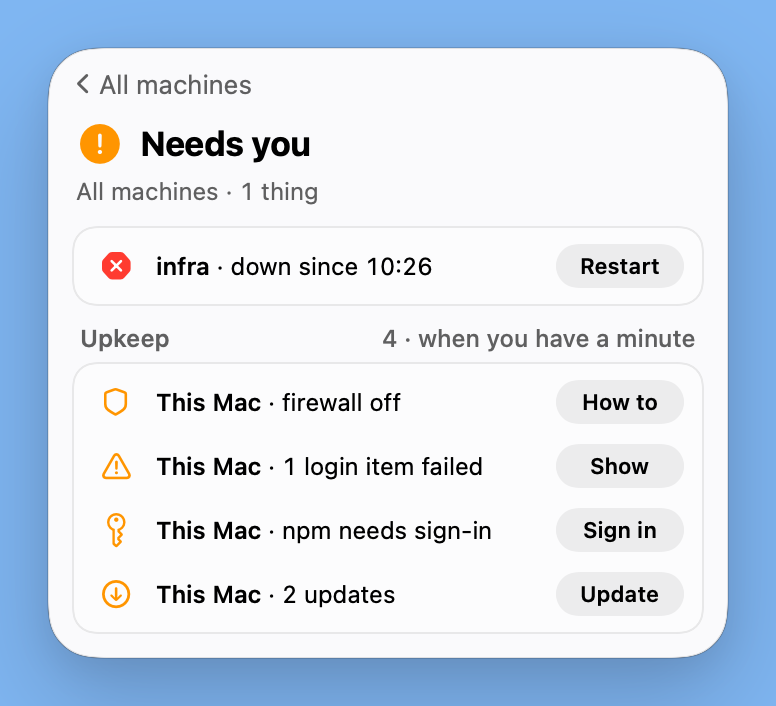 All machines
Needs you
All machines · 1 thing
infra · down since 10:26 Restart
Upkeep 4 · when you have a minute
This Mac · firewall off How to
This Mac · 1 login item failed Show
This Mac · npm needs sign-in Sign in
This Mac · 2 updates Update